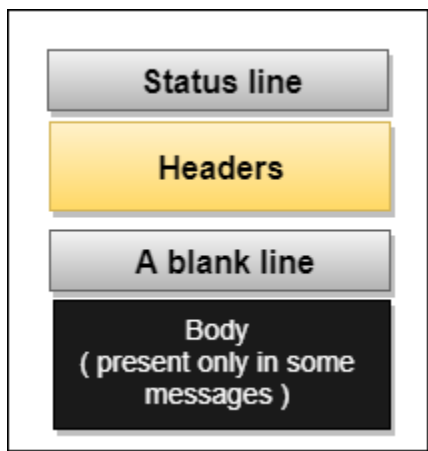 Status line
Headers
A blank line
Body
( present only in some
messages )